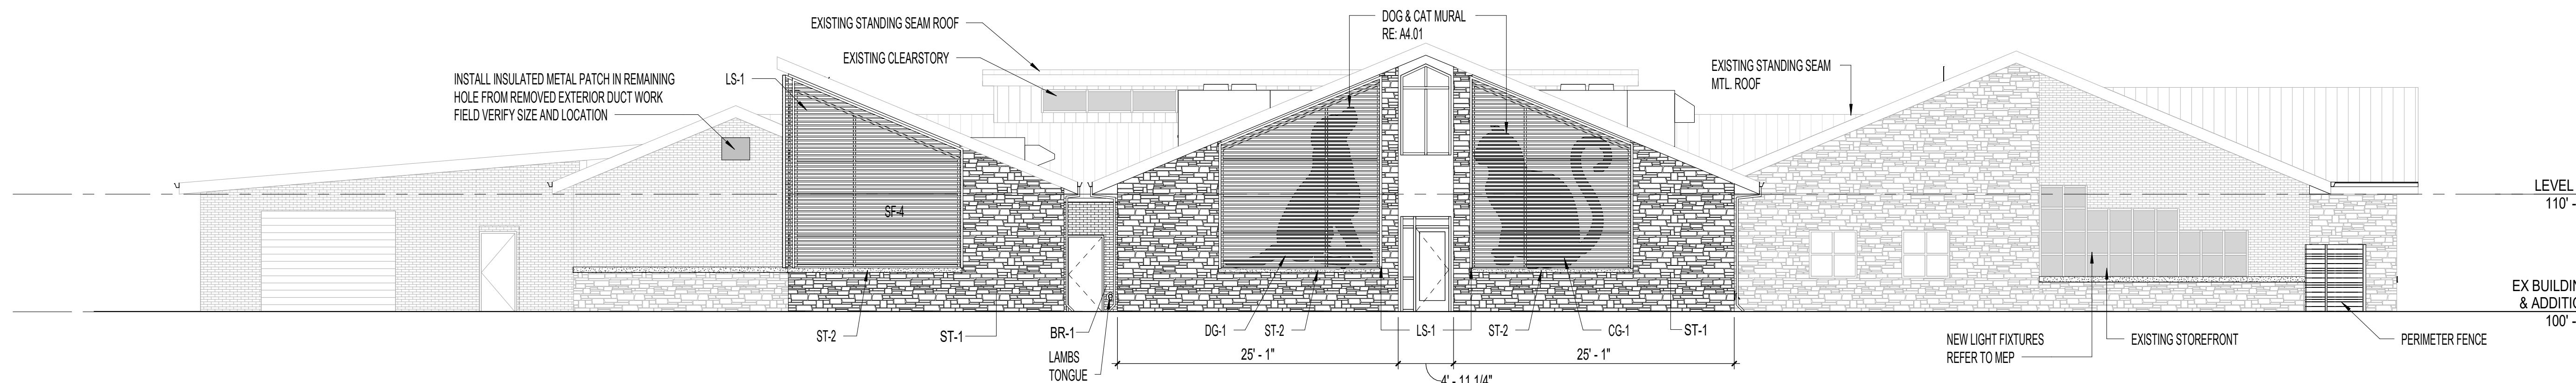 EXISTING STANDING SEAM ROOF
EXISTING CLEARSTORY
INSTALL INSULATED METAL PATCH IN REMAINING
HOLE FROM REMOVED EXTERIOR DUCT WORK
FIELD VERIFY SIZE AND LOCATION
LS-1
DOG & CAT MURAL
RE: A4.01
EXISTING STANDING SEAM
MTL. ROOF
SF-4
LEVEL
110' -
EX BUILDIN
& ADDITIO
100' -
ST-2
ST-1
BR-1
LAMBS
TONGUE
DG-1
ST-2
LS-1
ST-2
CG-1
ST-1
25' - 1"
4' - 11 1/4"
25' - 1"
NEW LIGHT FIXTURES
REFER TO MEP
EXISTING STOREFRONT
PERIMETER FENCE